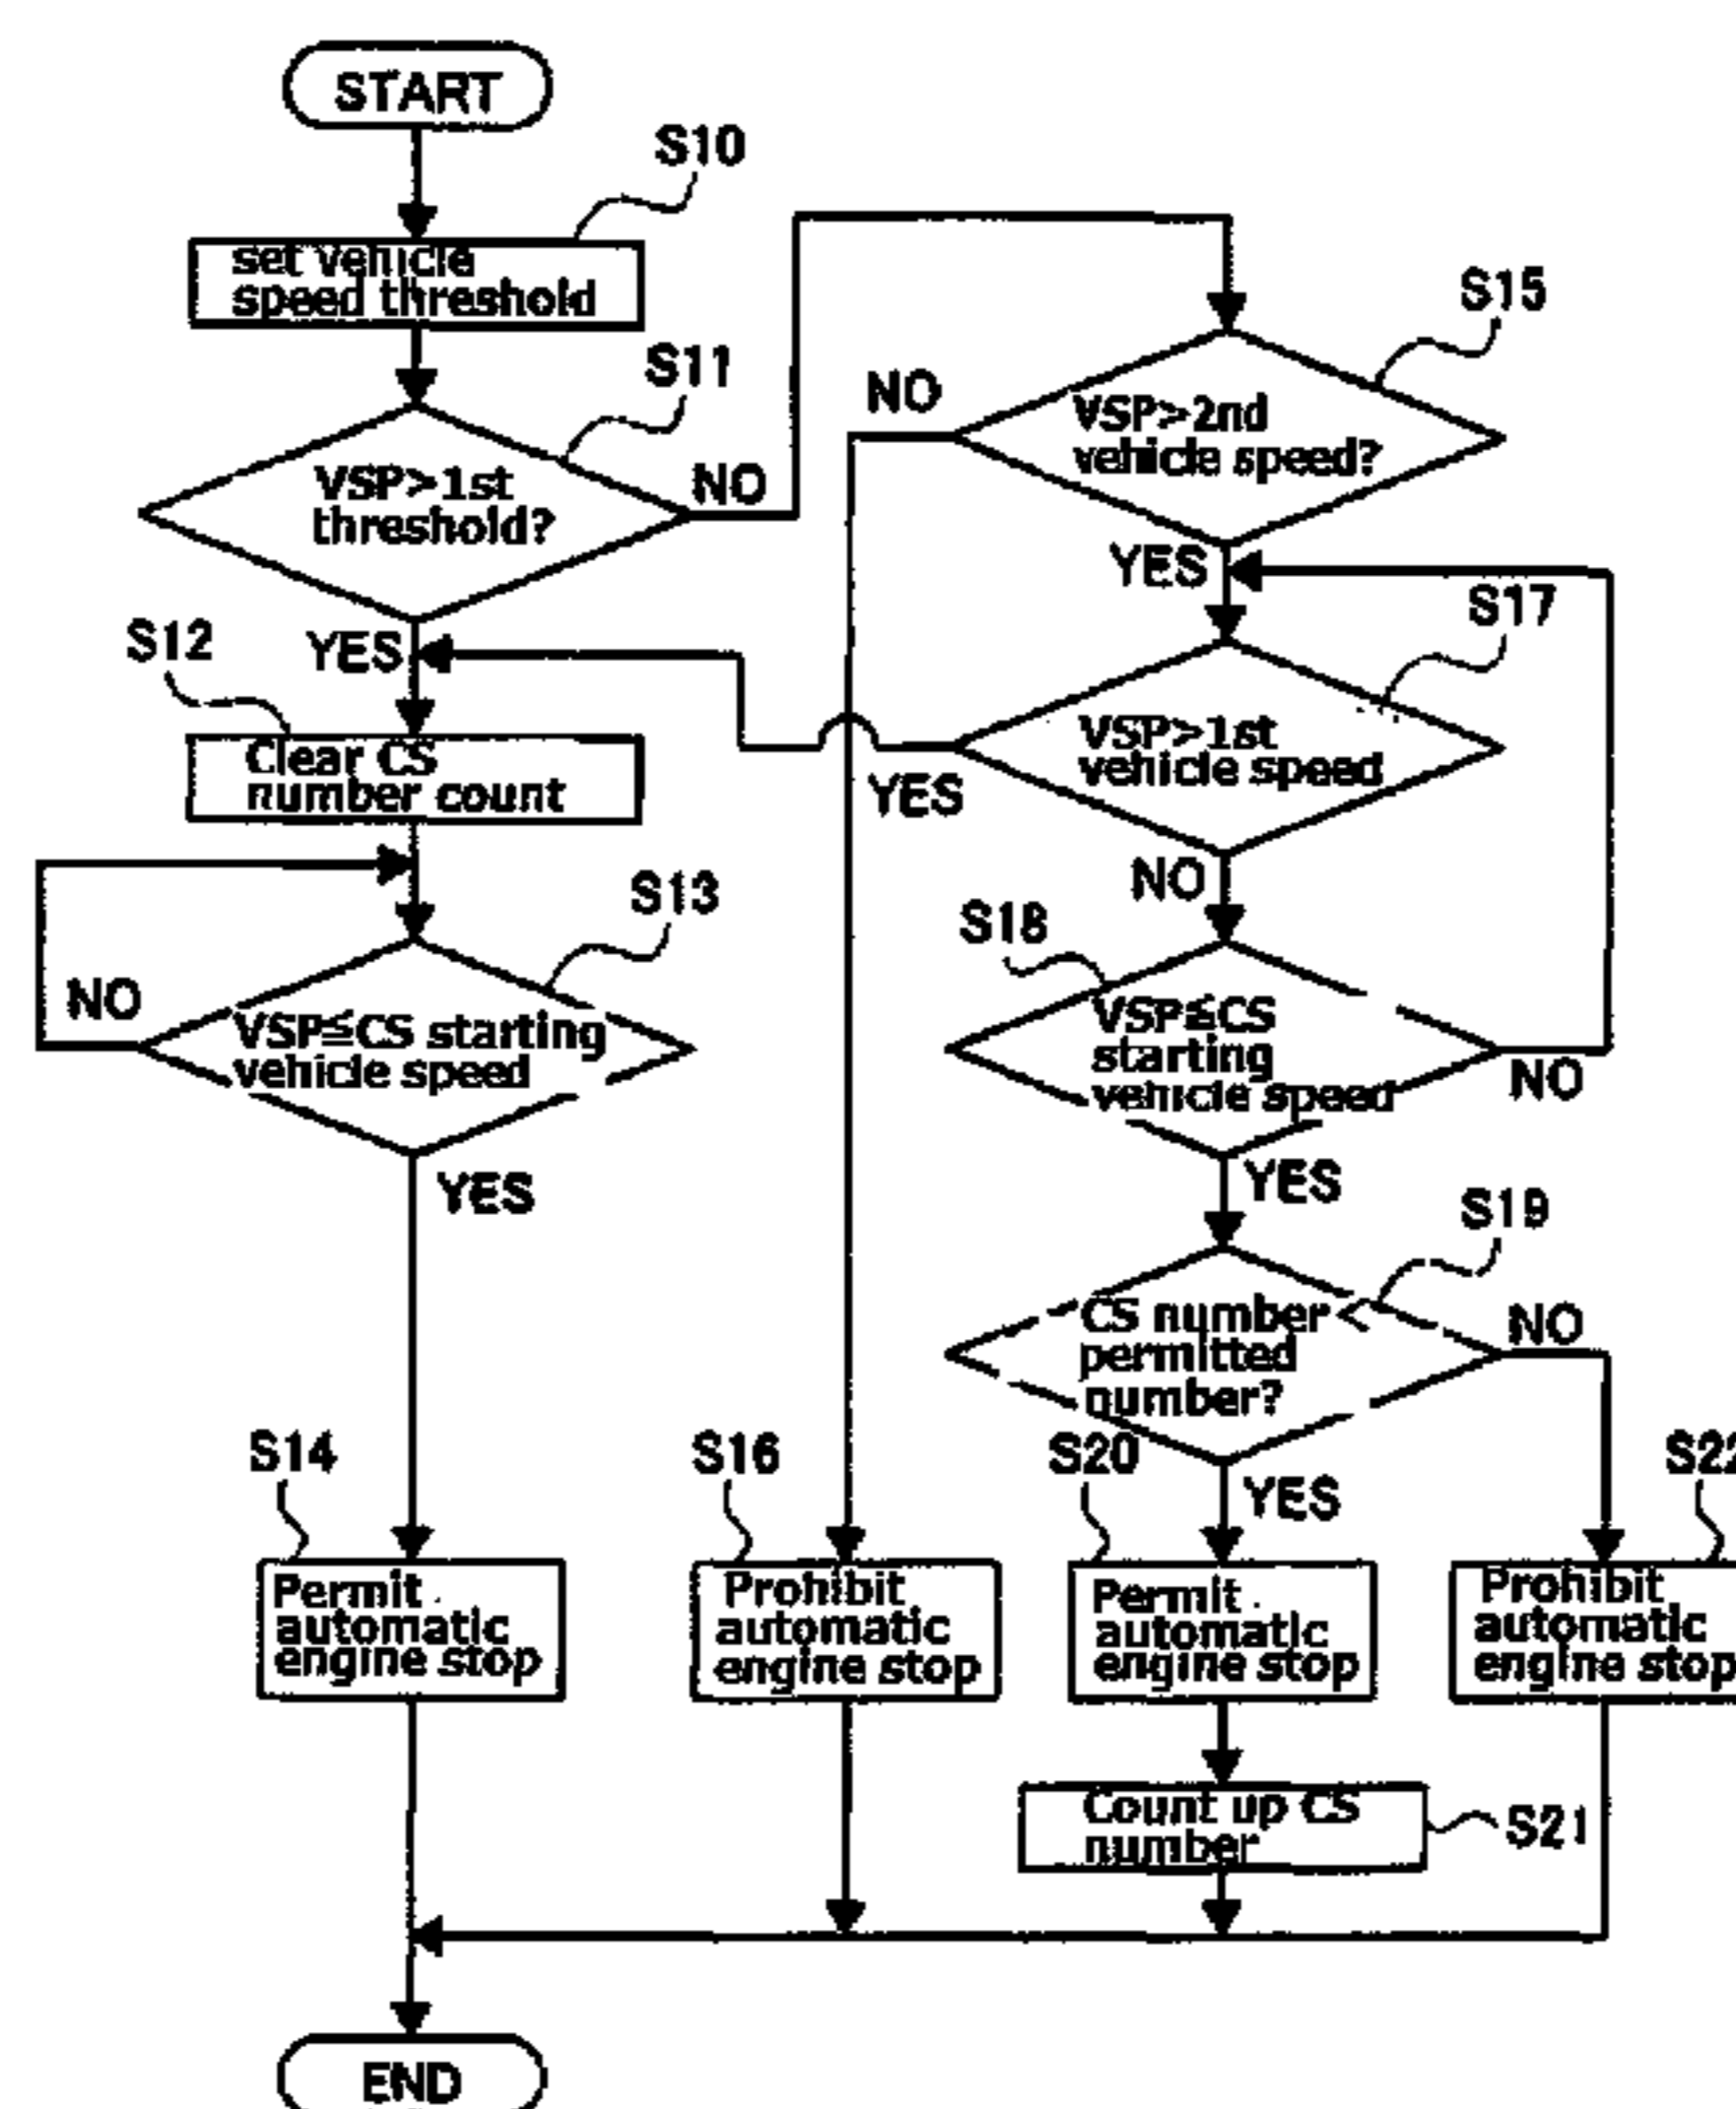 START
S10
set vehicle
speed threshold
S11
VSP>1st
threshold?
NO
YES
S12
Clear CS
number count
S13
VSP≦CS starting
vehicle speed
NO
YES
S14
Permit
automatic
engine stop
S15
VSP>2nd
vehicle speed?
NO
YES
S16
Prohibit
automatic
engine stop
S17
VSP>1st
vehicle speed
YES
NO
S18
VSP≦CS
starting
vehicle speed
NO
YES
S19
CS number <
permitted
number?
NO
YES
S20
Permit
automatic
engine stop
S21
Count up CS
number
S22
Prohibit
automatic
engine stop
END